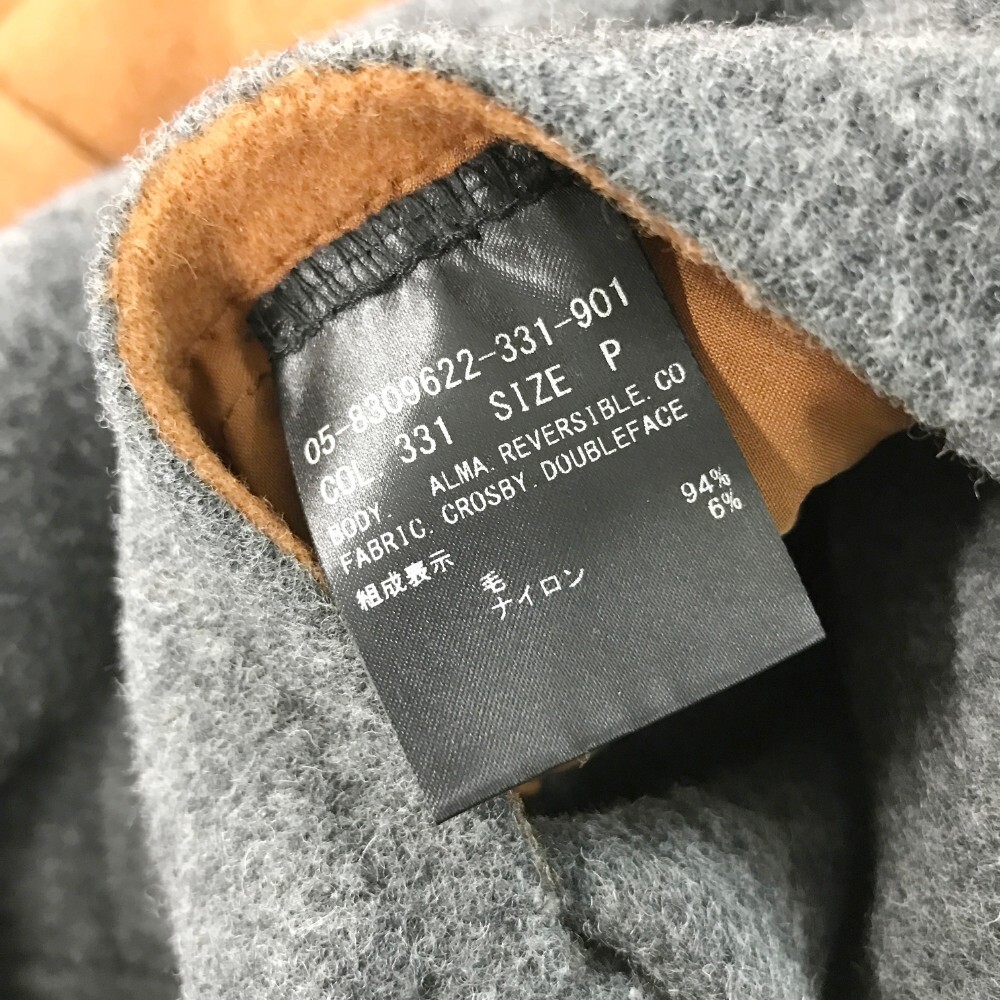 05-8309622-331-901
COL 331 SIZE P
BODY. ALMA. REVERSIBLE. CO
FABRIC. CROSBY. DOUBLEFACE
組成表示
毛 94%
ナイロン 6%